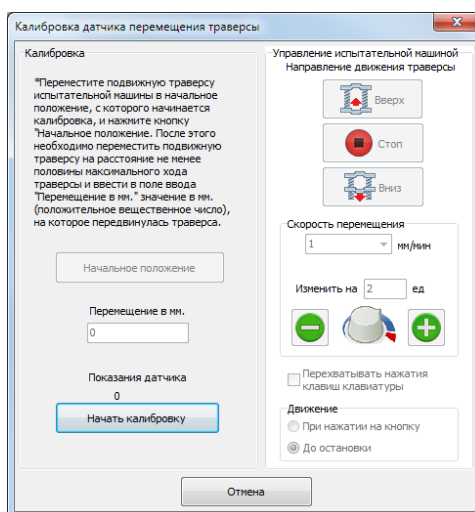 Калибровка датчика перемещения траверсы
Калибровка
"Переместите подвижную траверсу
испытательной машины в начальное
положение, с которого начинается
калибровка, и нажмите кнопку
"Начальное положение. После этого
необходимо переместить подвижную
траверсу на расстояние не менее
половины максимального хода
траверсы и ввести в поле ввода
"Перемещение в мм." значение в мм.
(положительное вещественное число),
на которое передвинулась траверса.
Начальное положение
Перемещение в мм.
0
Показания датчика
0
Начать калибровку
Управление испытательной машиной
Направление движения траверсы
Вверх
Стоп
Вниз
Скорость перемещения
1 мм/мин
Изменить на 2 ед
Перехватывать нажатия
клавиш клавиатуры
Движение
При нажатии на кнопку
До остановки
Отмена